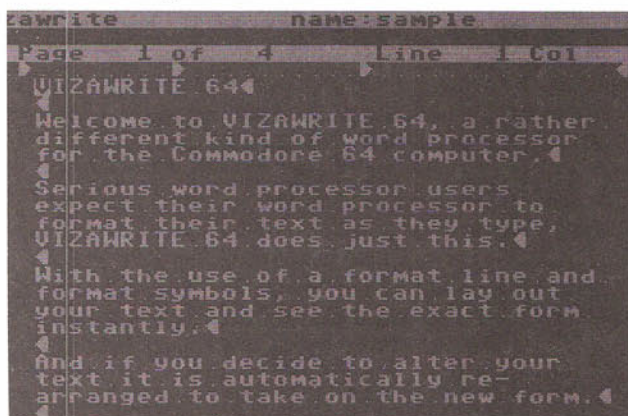 zawrite name:sample
Page 1 of 4 Line 1 Col
VIZAWRITE 64
Welcome to VIZAWRITE 64, a rather
different kind of word processor
for the Commodore 64 computer.
Serious word processor users
expect their word processor to
format their text as they type,
VIZAWRITE 64 does just this.
With the use of a format line and
format symbols, you can lay out
your text and see the exact form
instantly.
And if you decide to alter your
text it is automatically re-
arranged to take on the new form.